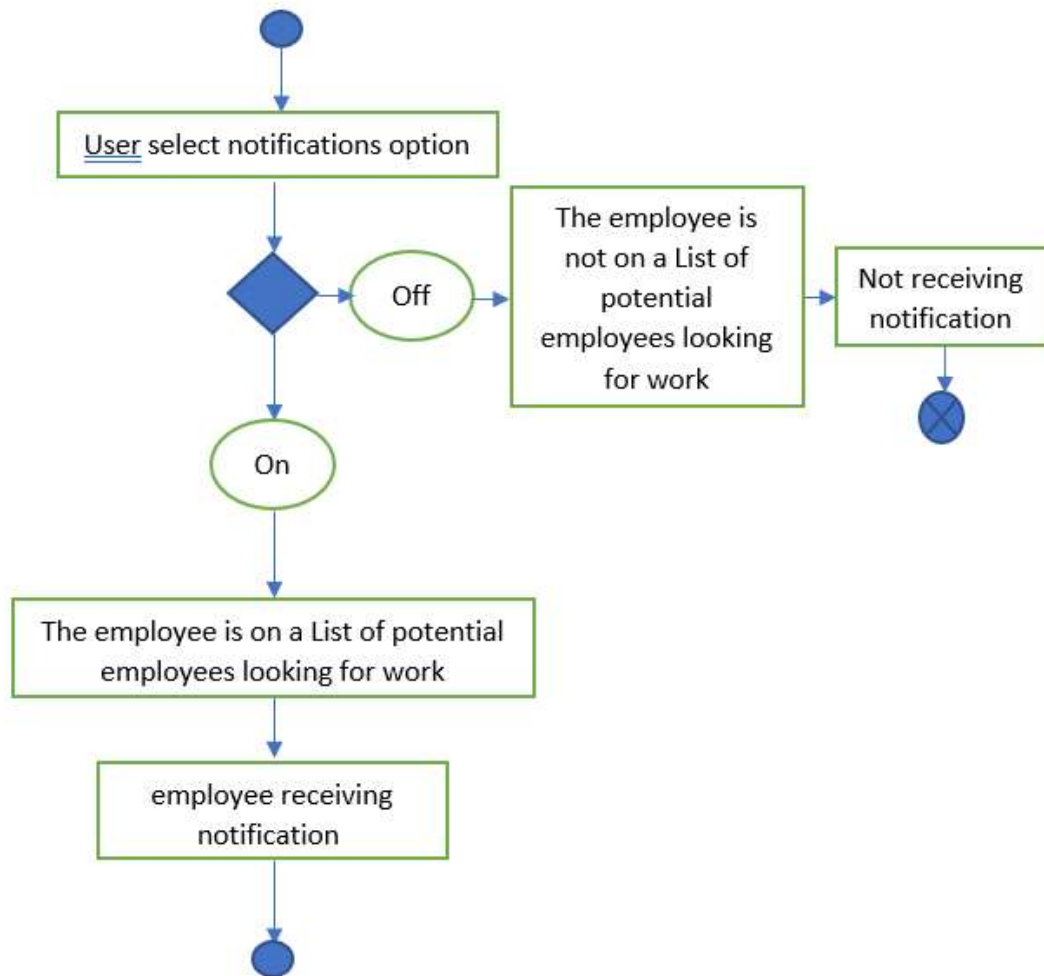 User select notifications option
The employee is
not on a List of
potential
employees looking
for work
Not receiving
notification
Off
On
The employee is on a List of potential
employees looking for work
employee receiving
notification